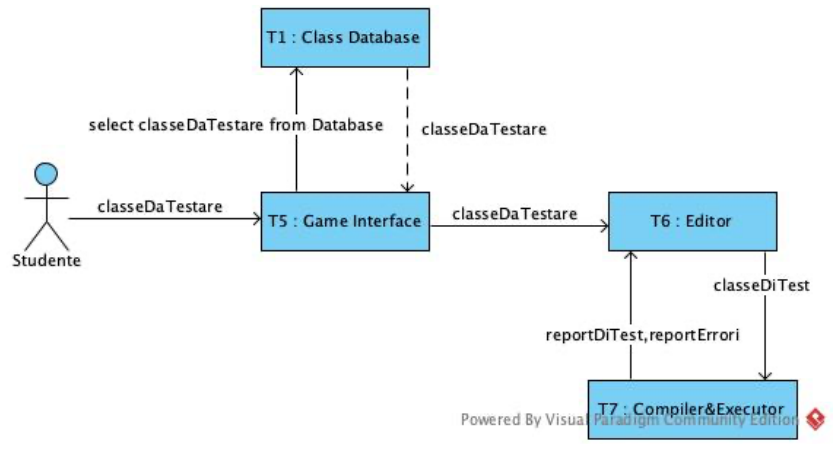 T1 : Class Database
select classeDaTestare from Database
classeDaTestare
classeDaTestare
T5 : Game Interface
classeDaTestare
T6 : Editor
Studente
classeDiTest
reportDiTest,reportErrori
T7 : Compiler&Executor
Powered By Visual Paradigm Community Edition